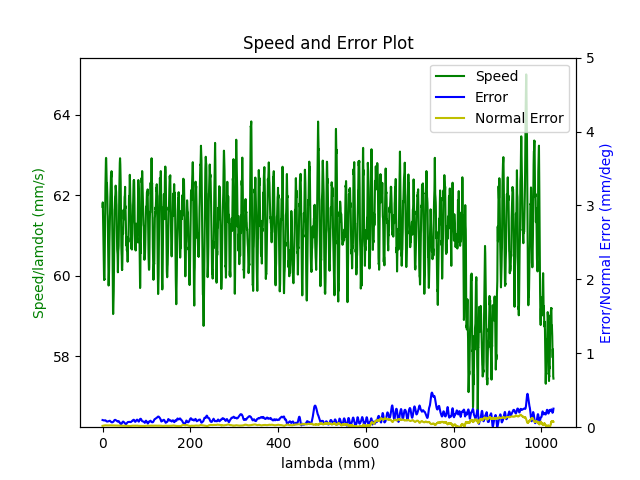 Speed and Error Plot
Speed
Error
Normal Error
64
62
60
58
5
4
3
2
1
0
0
200
400
600
800
1000
Speed/lamdot (mm/s)
Error/Normal Error (mm/deg)
lambda (mm)